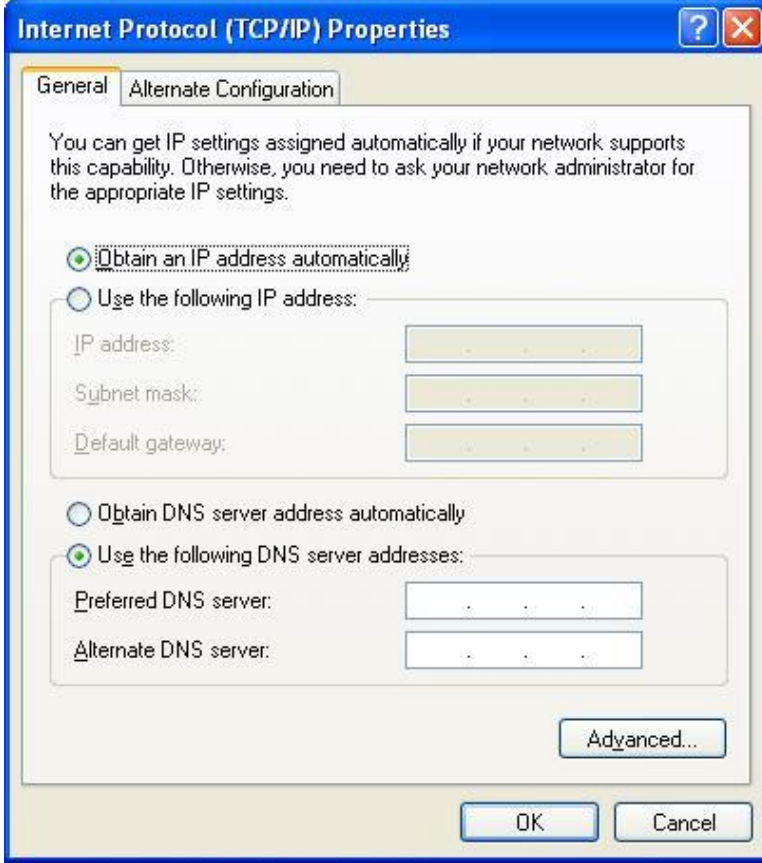 Internet Protocol (TCP/IP) Properties
General
Alternate Configuration
You can get IP settings assigned automatically if your network supports
this capability. Otherwise, you need to ask your network administrator for
the appropriate IP settings.
Obtain an IP address automatically
Use the following IP address:
IP address:
Subnet mask:
Default gateway:
Obtain DNS server address automatically
Use the following DNS server addresses:
Preferred DNS server:
Alternate DNS server:
Advanced...
OK
Cancel